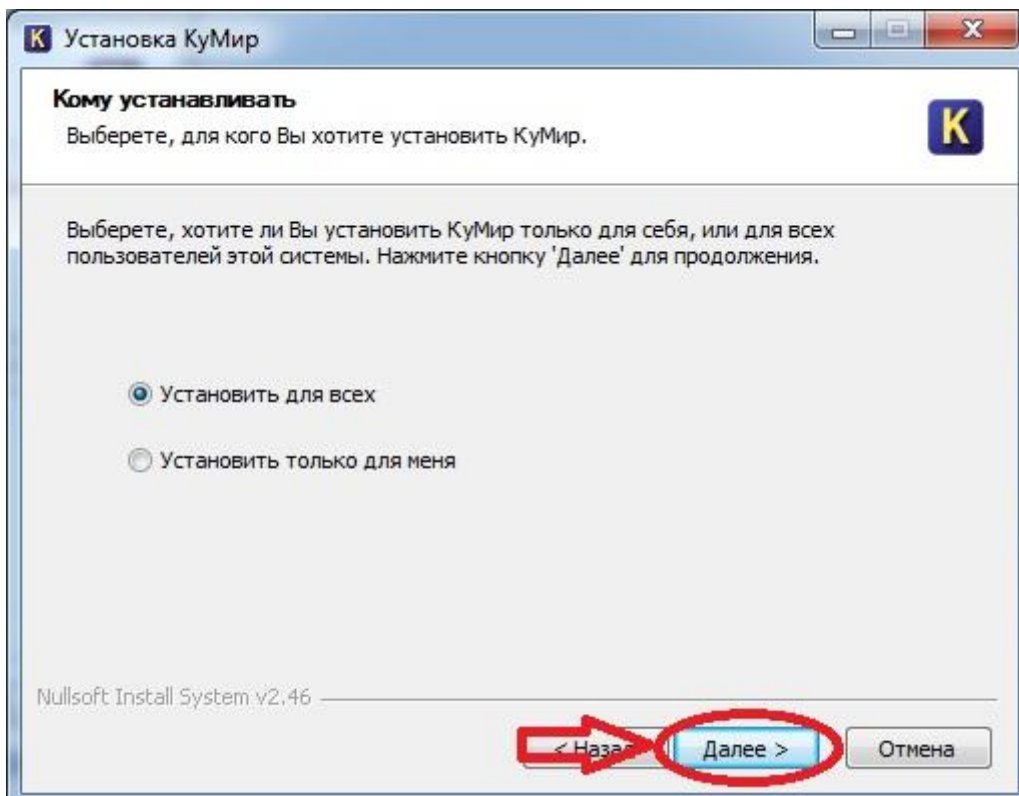 K Установка КуМир
Кому устанавливать
Выберете, для кого Вы хотите установить КуМир.
K
Выберете, хотите ли Вы установить КуМир только для себя, или для всех
пользователей этой системы. Нажмите кнопку 'Далее' для продолжения.
Установить для всех
Установить только для меня
Nullsoft Install System v2.46
< Назад Далее > Отмена